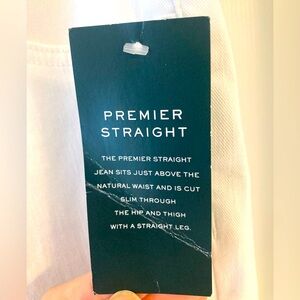 PREMIER
STRAIGHT
THE PREMIER STRAIGHT
JEAN SITS JUST ABOVE THE
NATURAL WAIST AND IS CUT
SLIM THROUGH
THE HIP AND THIGH
WITH A STRAIGHT LEG.